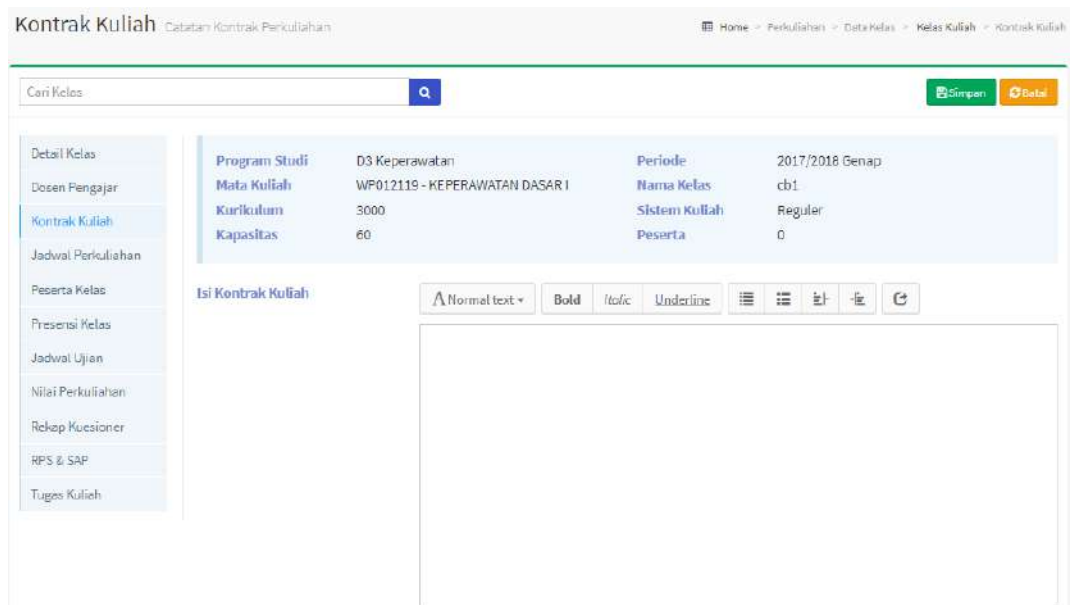 Kontrak Kuliah Catatan Kontrak Perkuliahan
Home > Perkuliahan > Data Kelas > Kelas Kuliah > Kontrak Kuliah
Cari Kelas
Simpan
Batal
Detail Kelas
Dosen Pengajar
Kontrak Kuliah
Jadwal Perkuliahan
Peserta Kelas
Presensi Kelas
Jadwal Ujian
Nilai Perkuliahan
Rekap Kuesioner
RPS & SAP
Tugas Kuliah
Program Studi D3 Keperawatan Periode 2017/2018 Genap
Mata Kuliah WP012119 - KEPERAWATAN DASAR I Nama Kelas cb1
Kurikulum 3000 Sistem Kuliah Reguler
Kapasitas 60 Peserta 0
Isi Kontrak Kuliah
A Normal text Bold Italic Underline